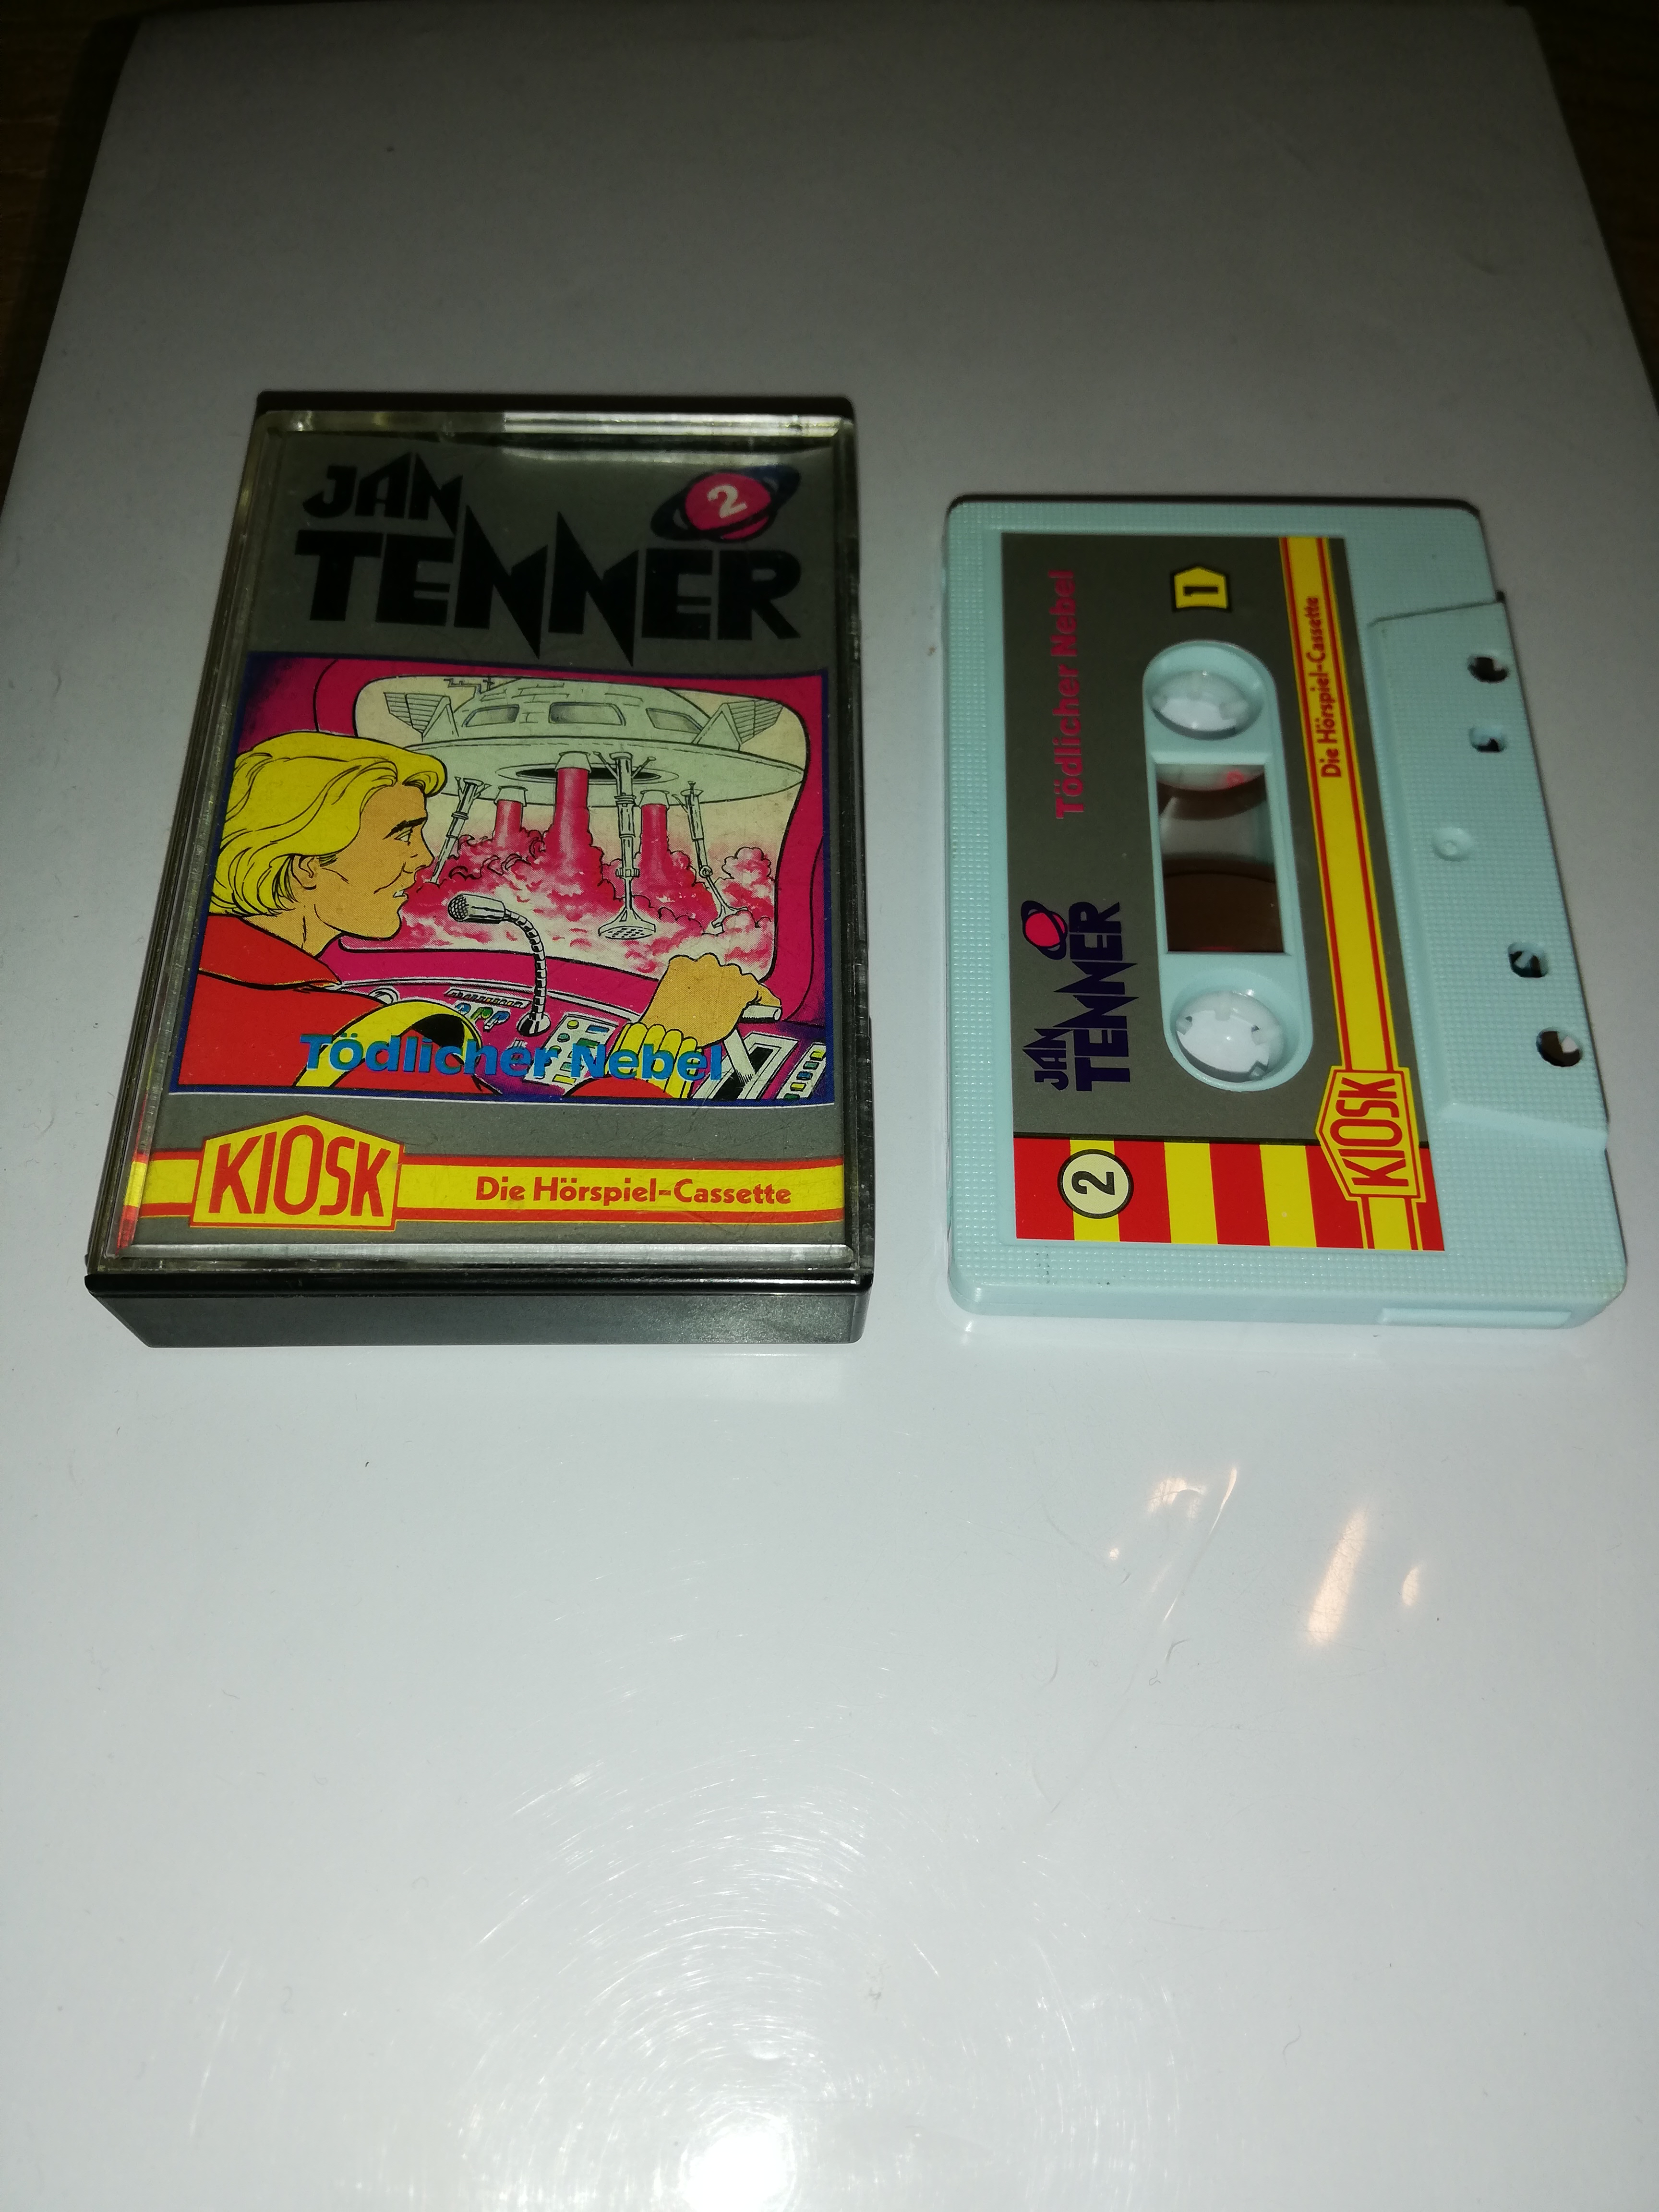 JAN
TENNER
2
Tödlicher Nebel
KIOSK
Die Hörspiel-Cassette
JAN
TENNER
Tödlicher Nebel
1
2
KIOSK
Die Hörspiel-Cassette